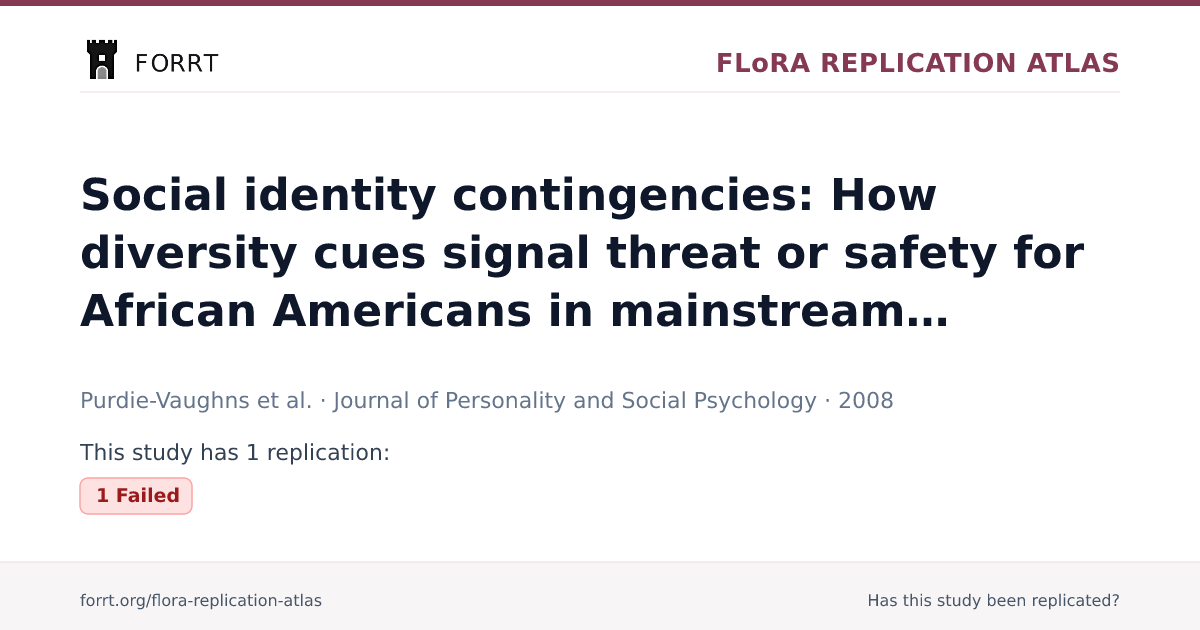 FORRT
FLoRA REPLICATION ATLAS
Social identity contingencies: How
diversity cues signal threat or safety for
African Americans in mainstream…
Purdie-Vaughns et al. · Journal of Personality and Social Psychology · 2008
This study has 1 replication:
1 Failed
forrt.org/flora-replication-atlas
Has this study been replicated?